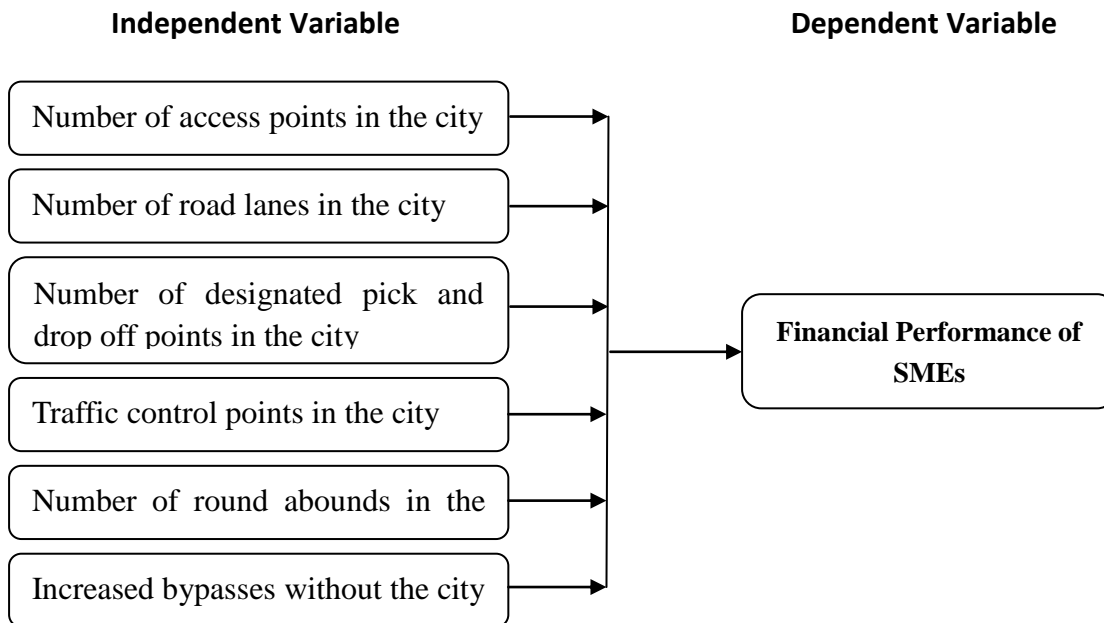 Independent Variable
Dependent Variable
Number of access points in the city
Number of road lanes in the city
Number of designated pick and
drop off points in the city
Traffic control points in the city
Number of round abounds in the
Increased bypasses without the city
Financial Performance of
SMEs